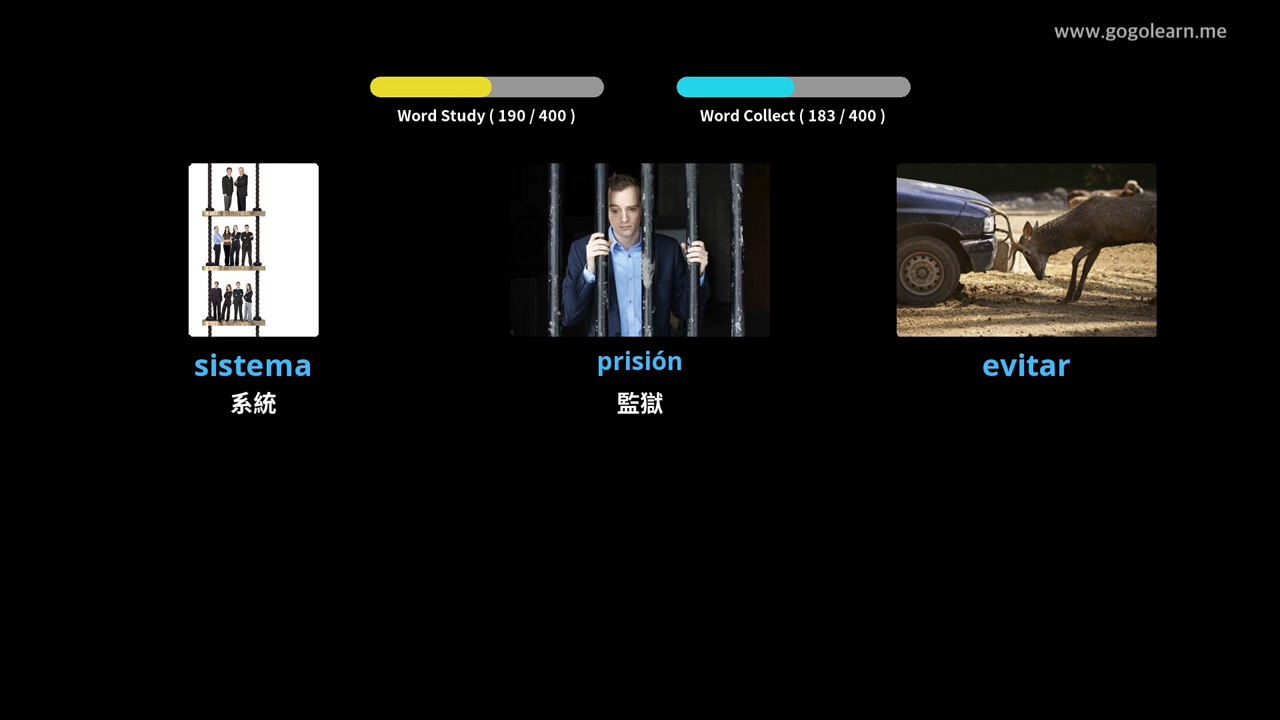 www.gogolearn.me
Word Study ( 190 / 400 )
Word Collect ( 183 / 400 )
sistema
系統
prisión
監獄
evitar